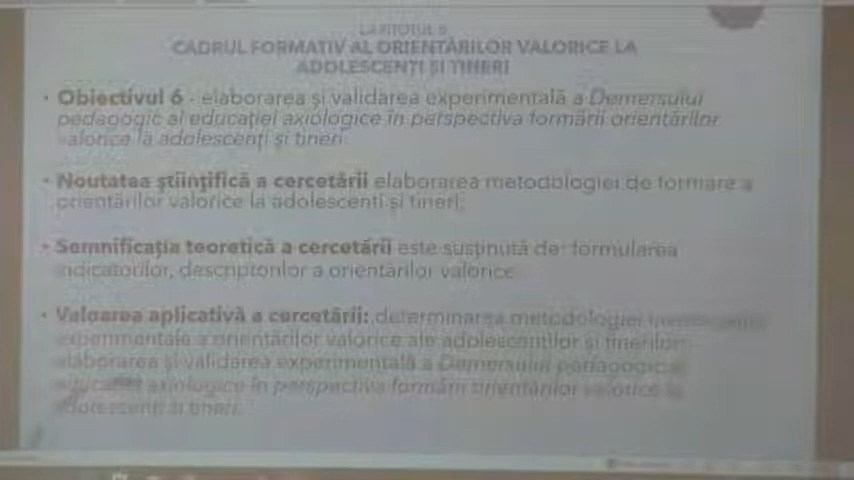 CADRUL FORMATIV AL ORIENTĂRILOR VALORICE LA
ADOLESCENȚI ȘI TINERI
• Obiectivul 6 - elaborarea și validarea experimentală a Demersului
pedagogic al educației axiologice în perspectiva formării orientărilor
valorice la adolescenți și tineri
• Noutatea științifică a cercetării elaborarea metodologiei de formare a
orientărilor valorice la adolescenți și tineri;
• Semnificația teoretică a cercetării este susținută de: formularea
indicatorilor, descriptorilor a orientărilor valorice
• Valoarea aplicativă a cercetării: determinarea metodologiei
experimentale a orientărilor valorice ale adolescenților și tinerilor
elaborarea și validarea experimentală a Demersului pedagogic
educației axiologice în perspectiva formării orientărilor valorice la
adolescenți și tineri.